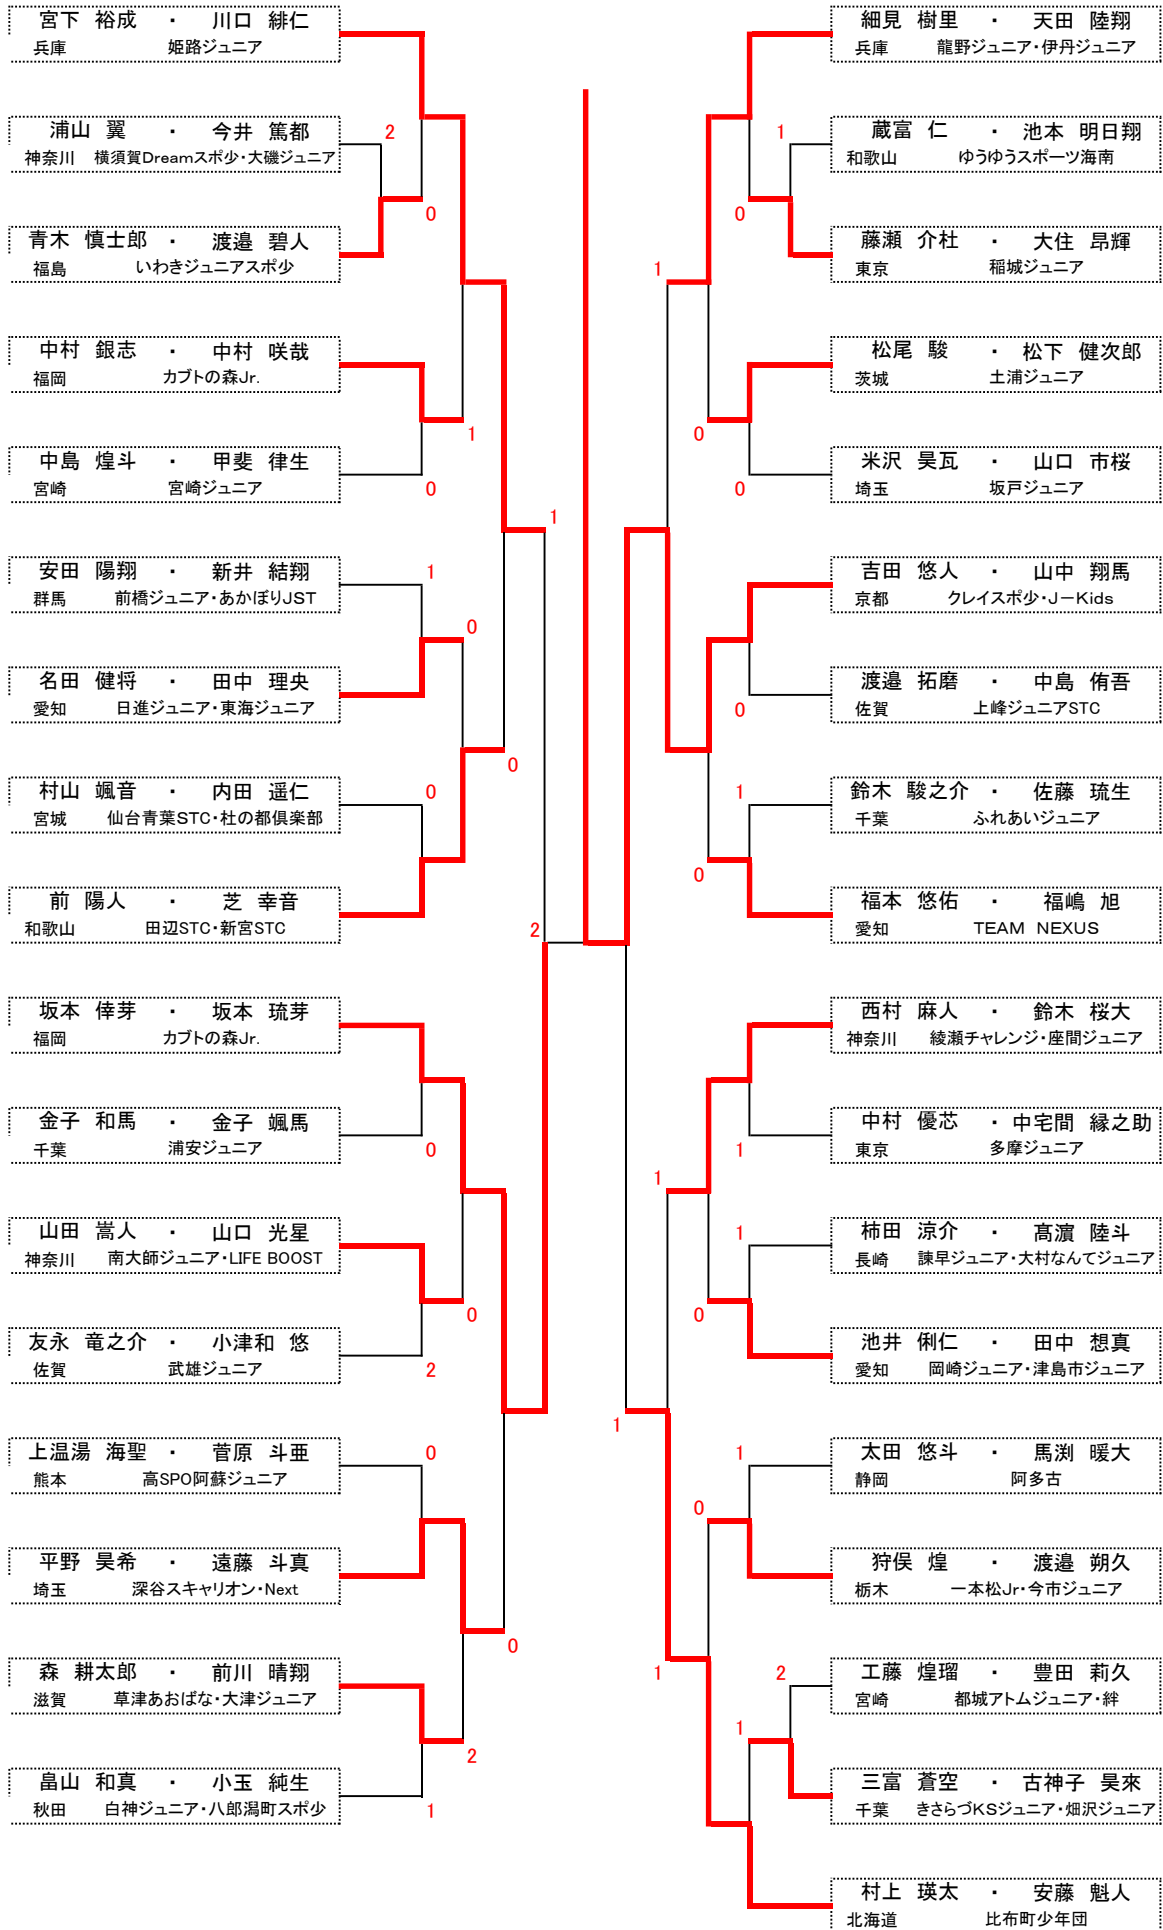 宮下 裕成 ・ 川口 緋仁
兵庫 姫路ジュニア
浦山 翼 ・ 今井 篤都
神奈川 横須賀Dreamスポ少・大磯ジュニア
2
青木 慎士郎 ・ 渡邉 碧人
福島 いわきジュニアスポ少
0
中村 銀志 ・ 中村 咲哉
福岡 カブトの森Jr.
1
中島 煌斗 ・ 甲斐 律生
宮崎 宮崎ジュニア
0
1
安田 陽翔 ・ 新井 結翔
群馬 前橋ジュニア・あかぼりJST
1
0
名田 健将 ・ 田中 理央
愛知 日進ジュニア・東海ジュニア
0
村山 颯音 ・ 内田 遥仁
宮城 仙台青葉STC・杜の都倶楽部
0
前 陽人 ・ 芝 幸音
和歌山 田辺STC・新宮STC
2
坂本 倖芽 ・ 坂本 琉芽
福岡 カブトの森Jr.
金子 和馬 ・ 金子 颯馬
千葉 浦安ジュニア
0
山田 嵩人 ・ 山口 光星
神奈川 南大師ジュニア・LIFE BOOST
0
友永 竜之介 ・ 小津和 悠
佐賀 武雄ジュニア
2
上温湯 海聖 ・ 菅原 斗亜
熊本 高SPO阿蘇ジュニア
0
平野 昊希 ・ 遠藤 斗真
埼玉 深谷スキャリオン・Next
0
森 耕太郎 ・ 前川 晴翔
滋賀 草津あおばな・大津ジュニア
2
畠山 和真 ・ 小玉 純生
秋田 白神ジュニア・八郎潟町スポ少
1
細見 樹里 ・ 天田 陸翔
兵庫 龍野ジュニア・伊丹ジュニア
1
蔵富 仁 ・ 池本 明日翔
和歌山 ゆうゆうスポーツ海南
0
藤瀬 介杜 ・ 大住 昂輝
東京 稲城ジュニア
1
松尾 駿 ・ 松下 健次郎
茨城 土浦ジュニア
0
米沢 昊瓦 ・ 山口 市桜
埼玉 坂戸ジュニア
0
吉田 悠人 ・ 山中 翔馬
京都 クレイスポ少・J－Kids
渡邉 拓磨 ・ 中島 侑吾
佐賀 上峰ジュニアSTC
0
鈴木 駿之介 ・ 佐藤 琉生
千葉 ふれあいジュニア
1
0
福本 悠佑 ・ 福嶋 旭
愛知 TEAM NEXUS
西村 麻人 ・ 鈴木 桜大
神奈川 綾瀬チャレンジ・座間ジュニア
中村 優芯 ・ 中宅間 縁之助
東京 多摩ジュニア
1
1
柿田 涼介 ・ 髙濵 陸斗
長崎 諫早ジュニア・大村なんてジュニア
1
0
池井 俐仁 ・ 田中 想真
愛知 岡崎ジュニア・津島市ジュニア
1
太田 悠斗 ・ 馬渕 暖大
静岡 阿多古
1
0
狩俣 煌 ・ 渡邉 朔久
栃木 一本松Jr・今市ジュニア
1
工藤 煌瑠 ・ 豊田 莉久
宮崎 都城アトムジュニア・絆
2
1
三富 蒼空 ・ 古神子 昊來
千葉 きさらづKSジュニア・畑沢ジュニア
村上 瑛太 ・ 安藤 魁人
北海道 比布町少年団